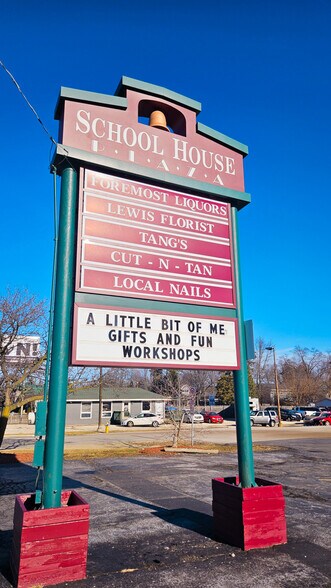 SCHOOL HOUSE
PLAZA
FOREMOST LIQUORS
LEWIS FLORIST
TANG'S
CUT - N - TAN
LOCAL NAILS
A LITTLE BIT OF ME
GIFTS AND FUN
WORKSHOPS